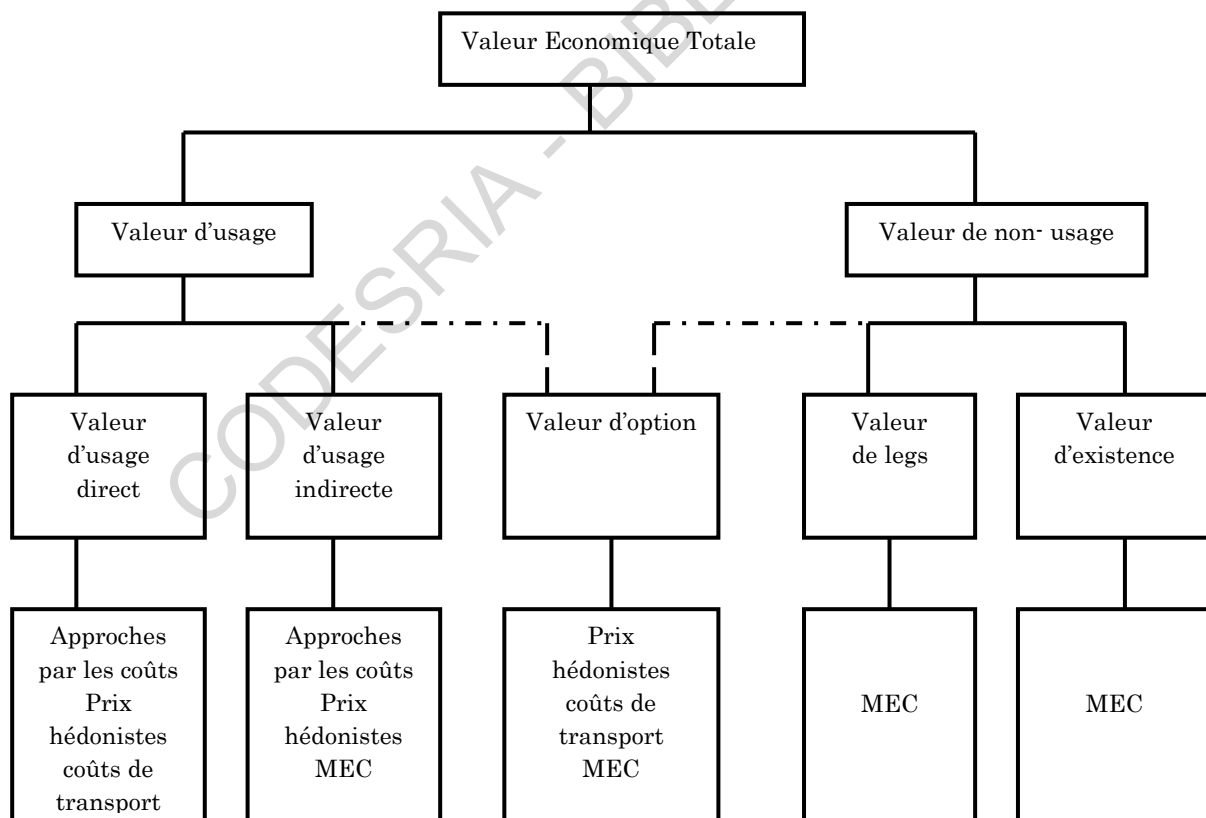 Valeur Economique Totale
Valeur d'usage
Valeur de non- usage
Valeur
d'usage
direct
Valeur
d'usage
indirecte
Valeur d'option
Valeur
de legs
Valeur
d'existence
Approches
par les coûts
Prix
hédonistes
coûts de
transport
Approches
par les coûts
Prix
hédonistes
MEC
Prix
hédonistes
coûts de
transport
MEC
MEC
MEC
CODESRIA - BIB